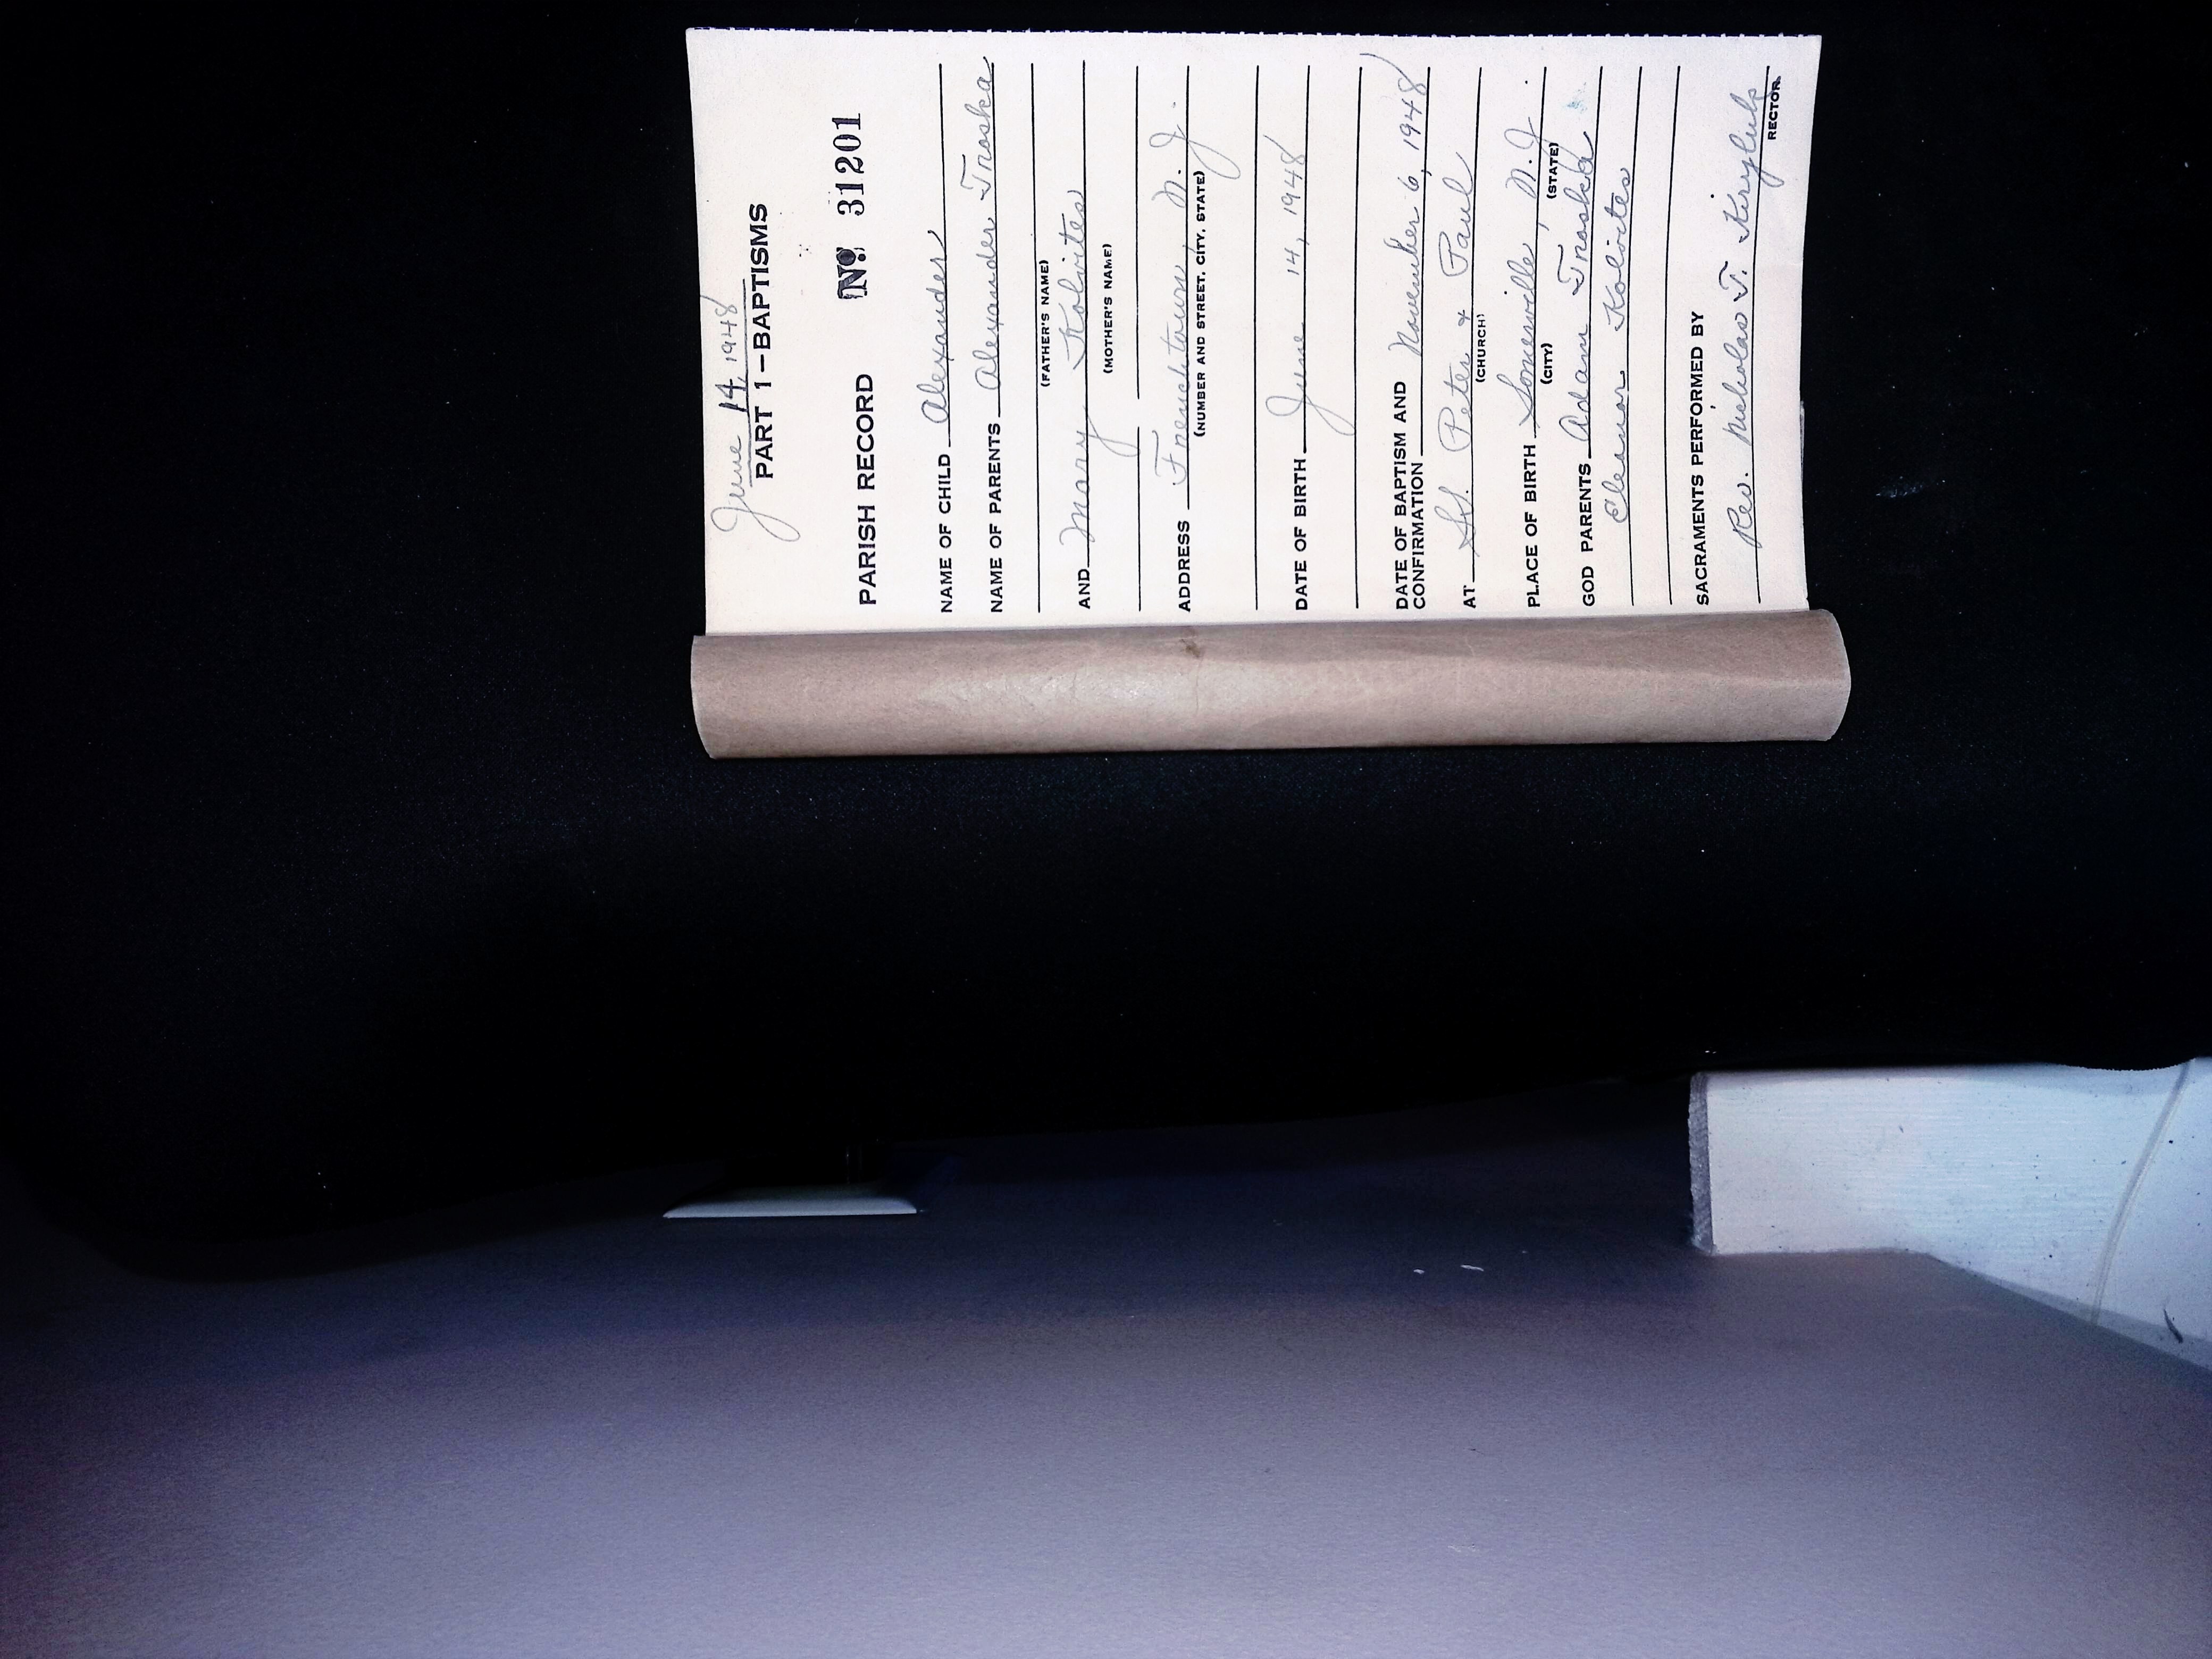 June 14, 1948
PART 1—BAPTISMS
PARISH RECORD No. 31201
NAME OF CHILD Alexander
NAME OF PARENTS Alexander Troska
(FATHER'S NAME)
AND Mary Kolvites
(MOTHER'S NAME)
ADDRESS Frenchtown, N. J.
(NUMBER AND STREET, CITY, STATE)
DATE OF BIRTH June 14, 1948
DATE OF BAPTISM AND
CONFIRMATION November 6, 1948
AT SS. Peter & Paul
(CHURCH)
PLACE OF BIRTH Somerville, N.J.
(CITY) (STATE)
GOD PARENTS Adam Troska
Eleanor Kolvites
SACRAMENTS PERFORMED BY
Rev. Nicholas T. Kiryluk
RECTOR